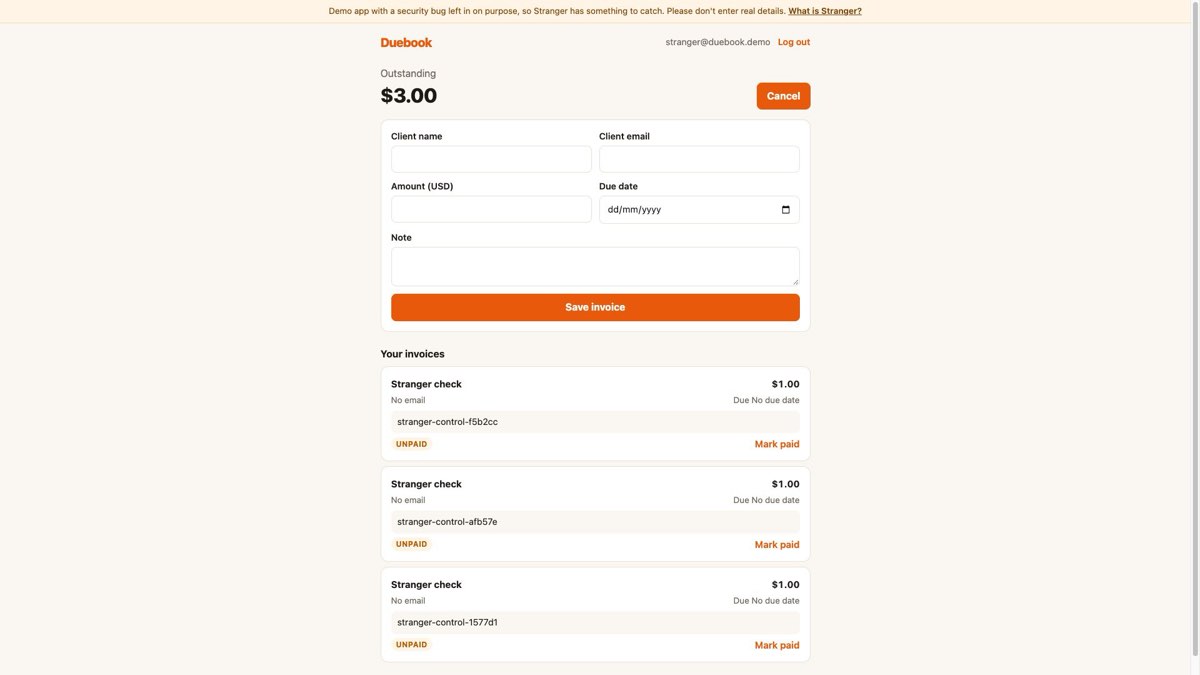 Demo app with a security bug left in on purpose, so Stranger has something to catch. Please don't enter real details. What is Stranger?
Duebook
stranger@duebook.demo Log out
Outstanding
$3.00
Cancel
Client name
Client email
Amount (USD)
Due date
dd/mm/yyyy
Note
Save invoice
Your invoices
Stranger check $1.00
No email Due No due date
stranger-control-f5b2cc
UNPAID Mark paid
Stranger check $1.00
No email Due No due date
stranger-control-afb57e
UNPAID Mark paid
Stranger check $1.00
No email Due No due date
stranger-control-1577d1
UNPAID Mark paid